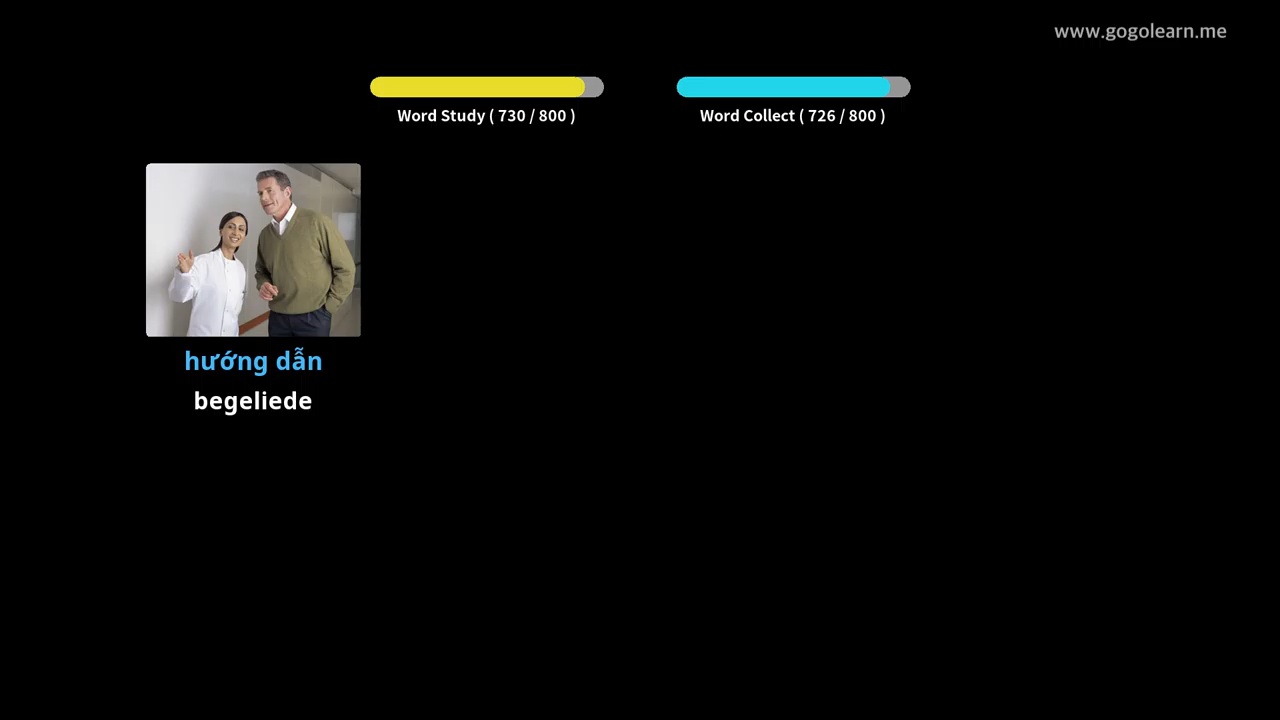 www.gogolearn.me
Word Study ( 730 / 800 )
Word Collect ( 726 / 800 )
hướng dẫn
begeliede